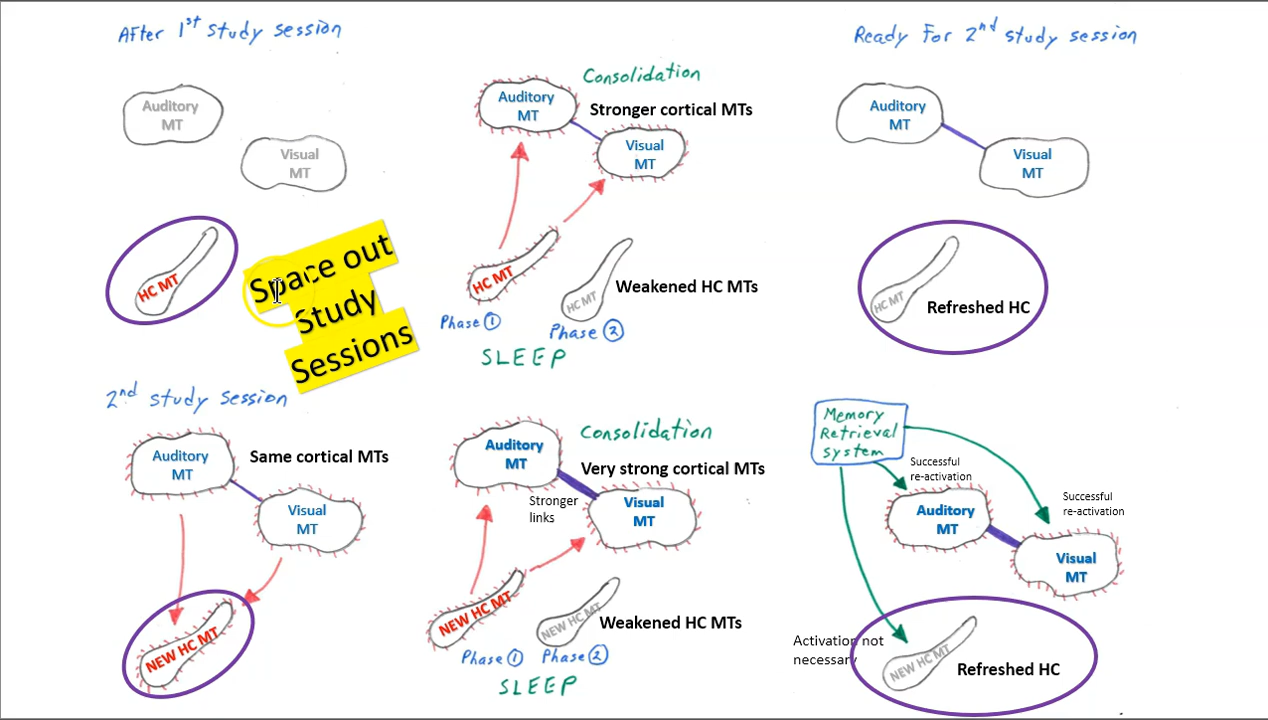 After 1st study session
Auditory
MT
Visual
MT
HC MT
Space out
Study
Sessions
Consolidation
Auditory
MT
Stronger cortical MTs
Visual
MT
HC MT
HC MT
Weakened HC MTs
Phase 1
Phase 2
SLEEP
Ready for 2nd study session
Auditory
MT
Visual
MT
HC MT
Refreshed HC
2nd study session
Auditory
MT
Same cortical MTs
Visual
MT
NEW HC MT
Consolidation
Auditory
MT
Very strong cortical MTs
Stronger
links
Visual
MT
NEW HC MT
NEW HC MT
Weakened HC MTs
Phase 1
Phase 2
SLEEP
Memory
Retrieval
system
Successful
re-activation
Successful
re-activation
Auditory
MT
Visual
MT
Activation not
necessary
NEW HC MT
Refreshed HC